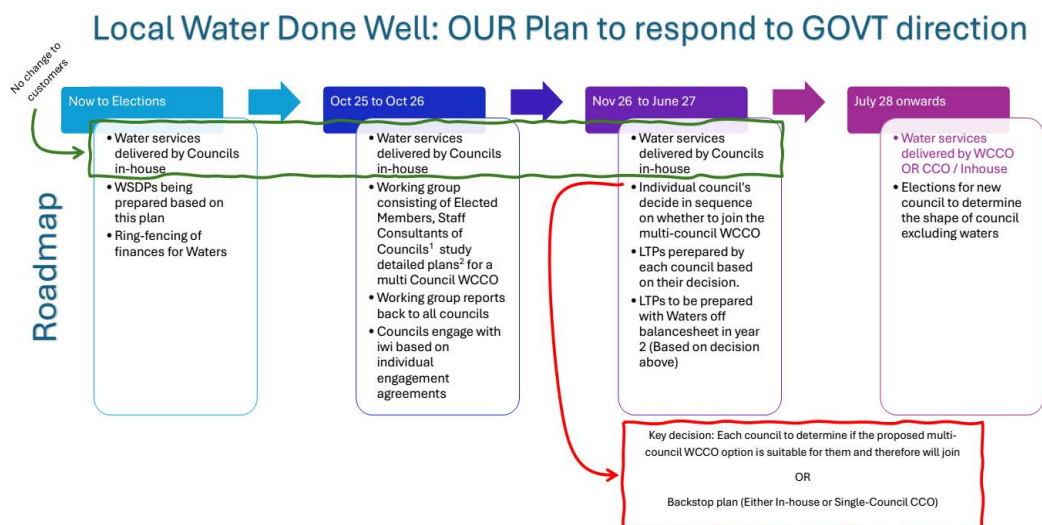 Local Water Done Well: OUR Plan to respond to GOVT direction
No change to
customers
Roadmap
Now to Elections
• Water services
delivered by Councils
in-house
• WSDPs being
prepared based on
this plan
• Ring-fencing of
finances for Waters
Oct 25 to Oct 26
• Water services
delivered by Councils
in-house
• Working group
consisting of Elected
Members, Staff
Consultants of
Councils¹ study
detailed plans² for a
multi Council WCCO
• Working group reports
back to all councils
• Councils engage with
iwi based on
individual
engagement
agreements
Nov 26 to June 27
• Water services
delivered by Councils
in-house
• Individual council's
decide in sequence
on whether to join the
multi-council WCCO
• LTPs perepared by
each council based
on their decision.
• LTPs to be prepared
with Waters off
balancesheet in year
2 (Based on decision
above)
July 28 onwards
• Water services
delivered by WCCO
OR CCO / Inhouse
• Elections for new
council to determine
the shape of council
excluding waters
Key decision: Each council to determine if the proposed multi-
council WCCO option is suitable for them and therefore will join
OR
Backstop plan (Either In-house or Single-Council CCO)